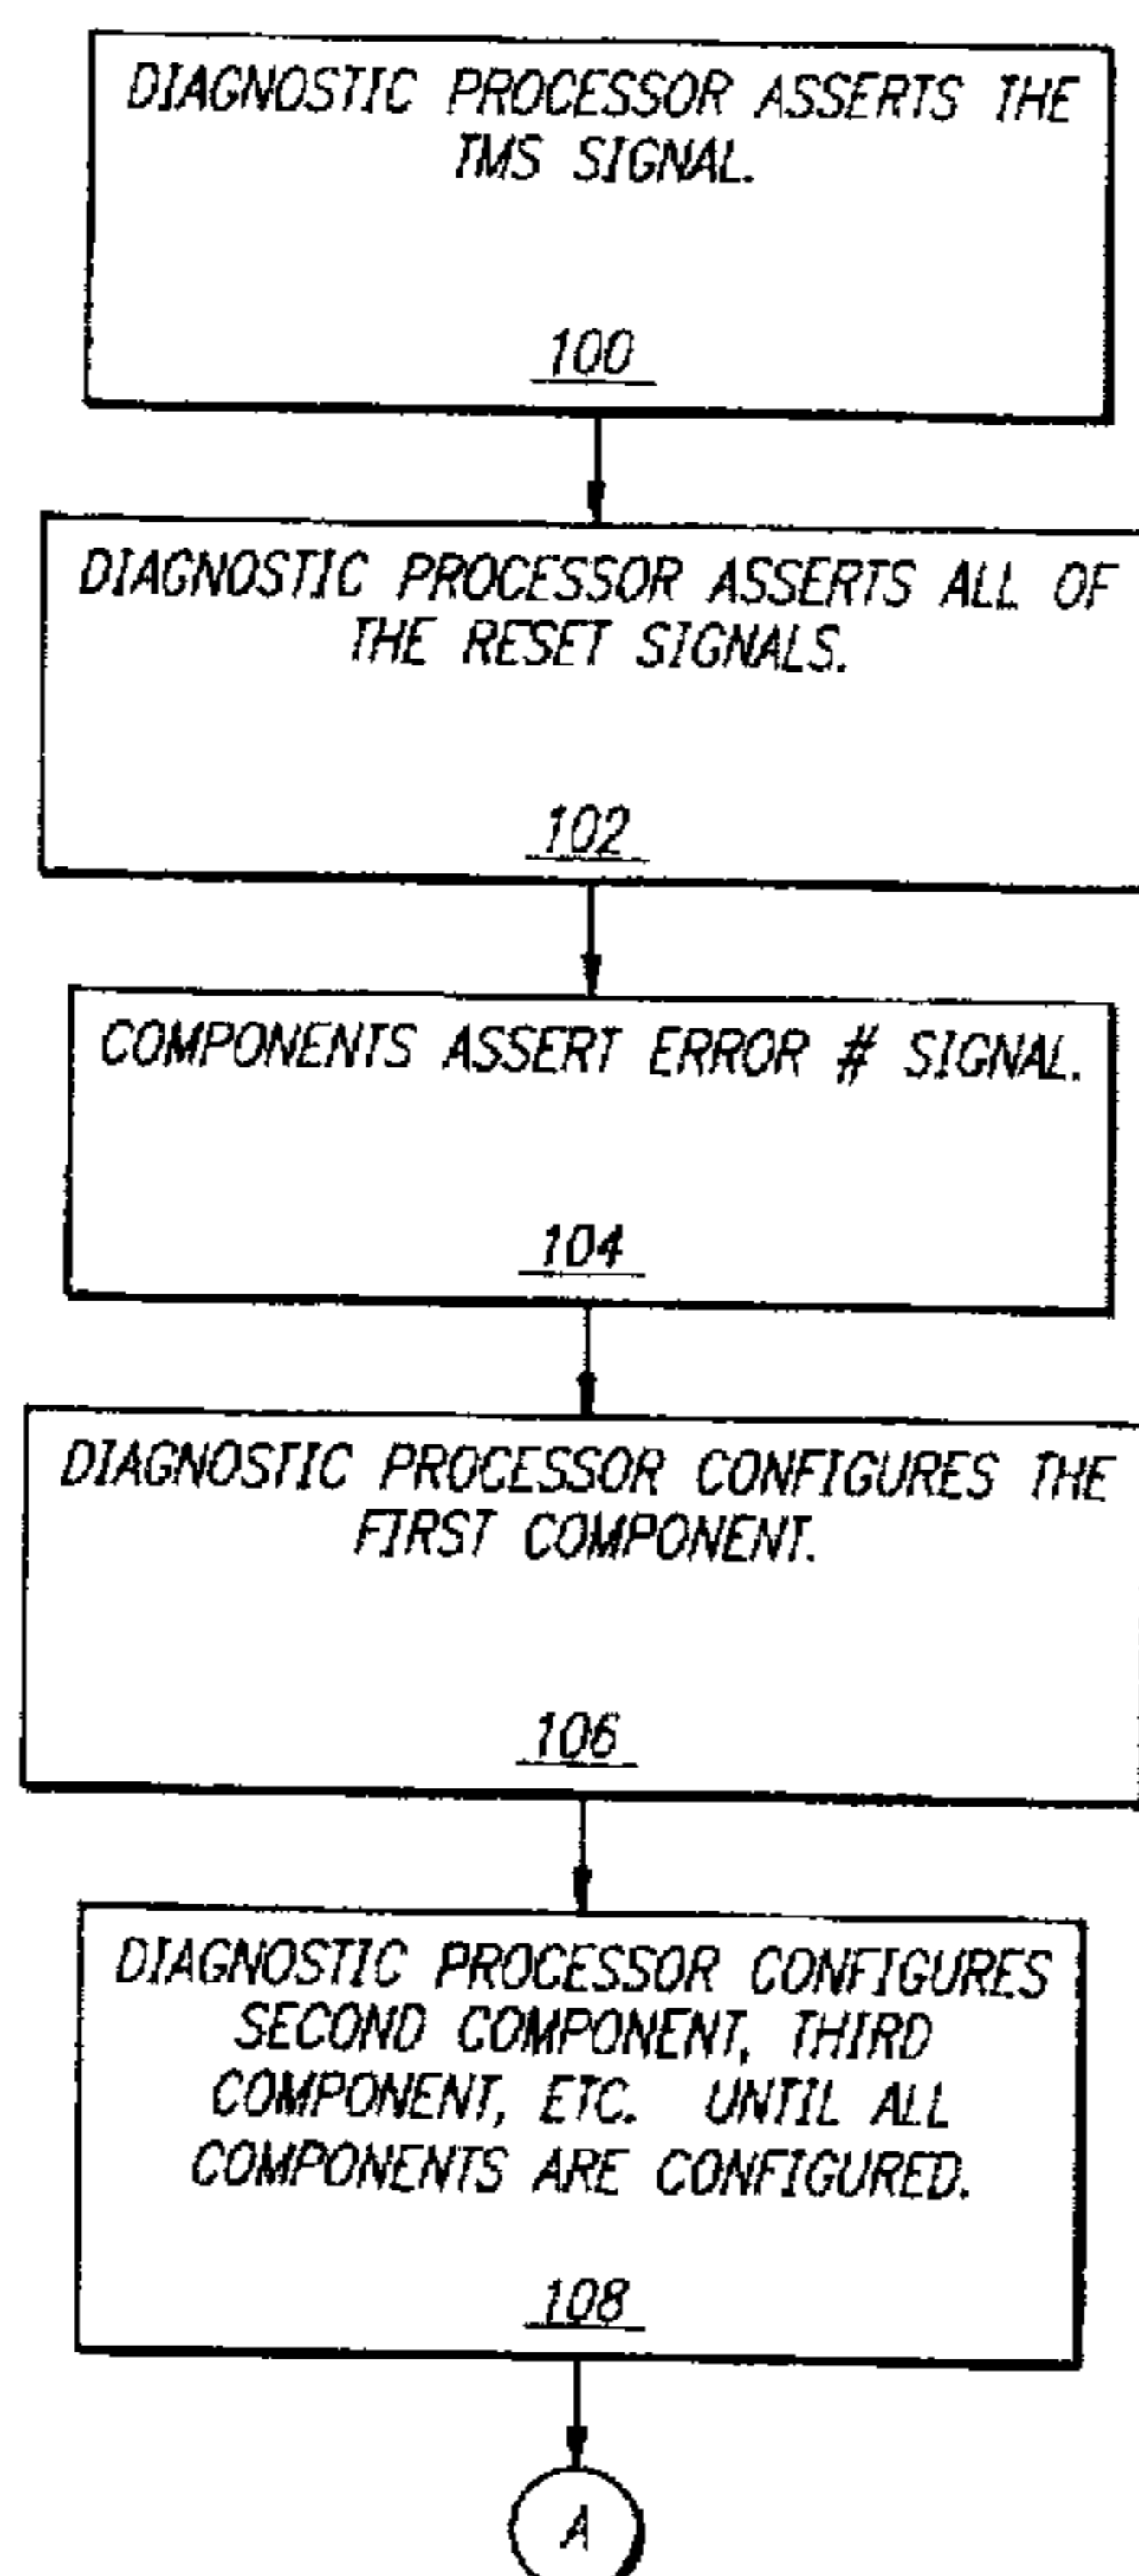 DIAGNOSTIC PROCESSOR ASSERTS THE
TMS SIGNAL.
100
DIAGNOSTIC PROCESSOR ASSERTS ALL OF
THE RESET SIGNALS.
102
COMPONENTS ASSERT ERROR # SIGNAL.
104
DIAGNOSTIC PROCESSOR CONFIGURES THE
FIRST COMPONENT.
106
DIAGNOSTIC PROCESSOR CONFIGURES
SECOND COMPONENT, THIRD
COMPONENT, ETC. UNTIL ALL
COMPONENTS ARE CONFIGURED.
108
A